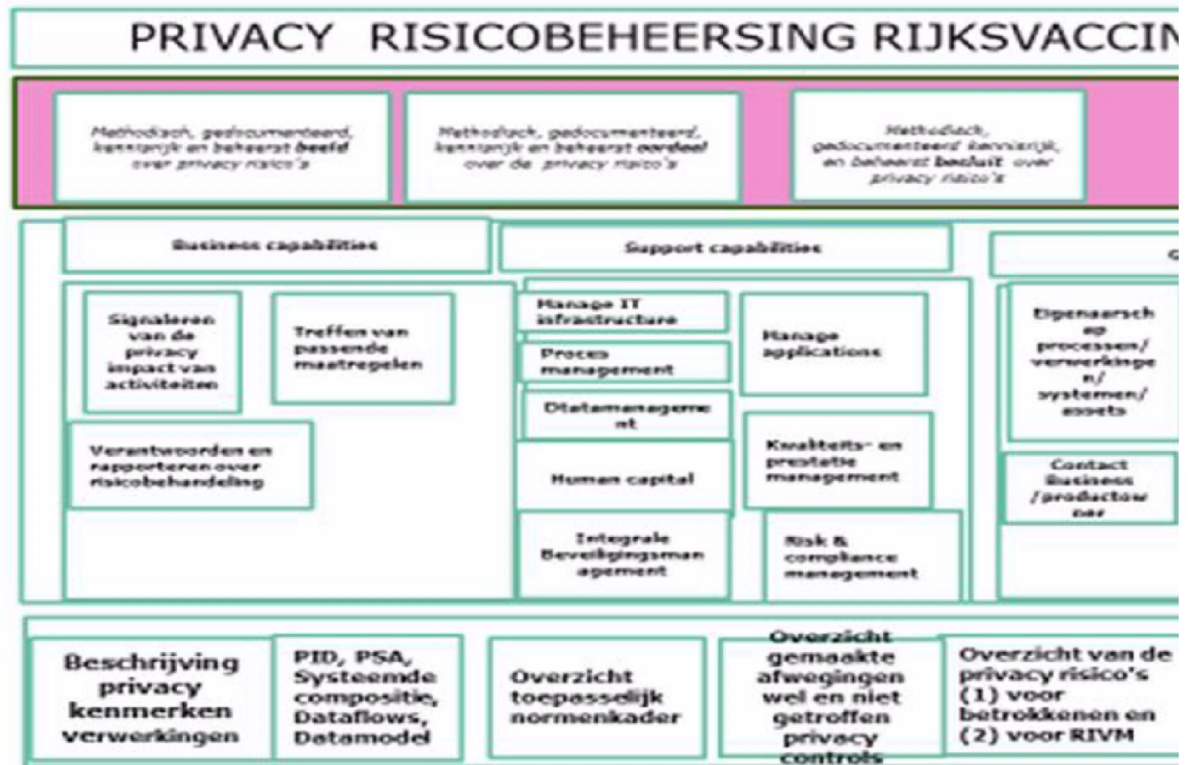 PRIVACY RISICOBEHEERSING RIJKSVACCIN
Methodisch, gedocumenteerd,
kennisrijk en beheerst beeld
over privacy risico's
Methodisch, gedocumenteerd,
kennisrijk en beheerst oordeel
over de privacy risico's
Methodisch,
gedocumenteerd kennisrijk,
en beheerst besluit over
privacy risico's
Business capabilities
Support capabilities
G
Signaleren
van de
privacy
impact van
activiteiten
Treffen van
passende
maatregelen
Verantwoorden en
rapporteren over
risicobehandeling
Manage IT
infrastructure
Proces
management
Dtatamanageme
nt
Human capital
Integrale
Beveiligingsman
agement
Manage
applications
Kwaliteits- en
prestatie
management
Risk &
compliance
management
Eigenaarsch
ap
processen/
verwerkinge
n/
systemen/
assets
Contact
Business
/productow
ner
Beschrijving
privacy
kenmerken
verwerkingen
PID, PSA,
Systeemde
compositie,
Dataflows,
Datamodel
Overzicht
toepasselijk
normenkader
Overzicht
gemaakte
afwegingen
wel en niet
getroffen
privacy
controls
Overzicht van de
privacy risico's
(1) voor
betrokkenen en
(2) voor RIVM